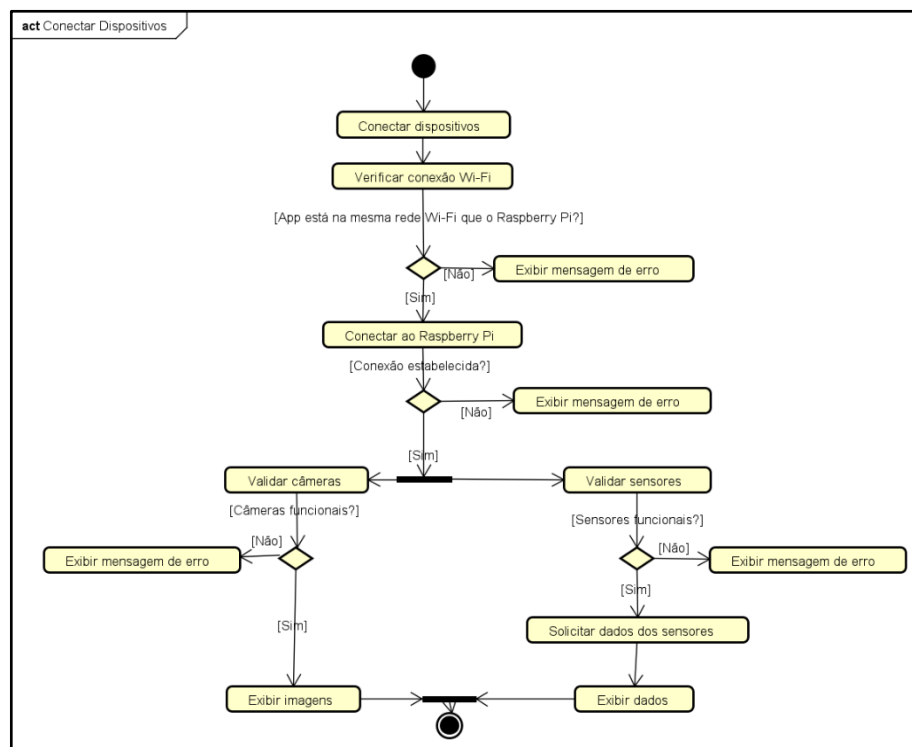 act Conectar Dispositivos
Conectar dispositivos
Verificar conexão Wi-Fi
[App está na mesma rede Wi-Fi que o Raspberry Pi?]
[Não]
Exibir mensagem de erro
[Sim]
Conectar ao Raspberry Pi
[Conexão estabelecida?]
[Não]
Exibir mensagem de erro
[Sim]
Validar câmeras
Validar sensores
[Câmeras funcionais?]
[Sensores funcionais?]
[Não]
[Não]
Exibir mensagem de erro
Exibir mensagem de erro
[Sim]
[Sim]
Solicitar dados dos sensores
Exibir imagens
Exibir dados